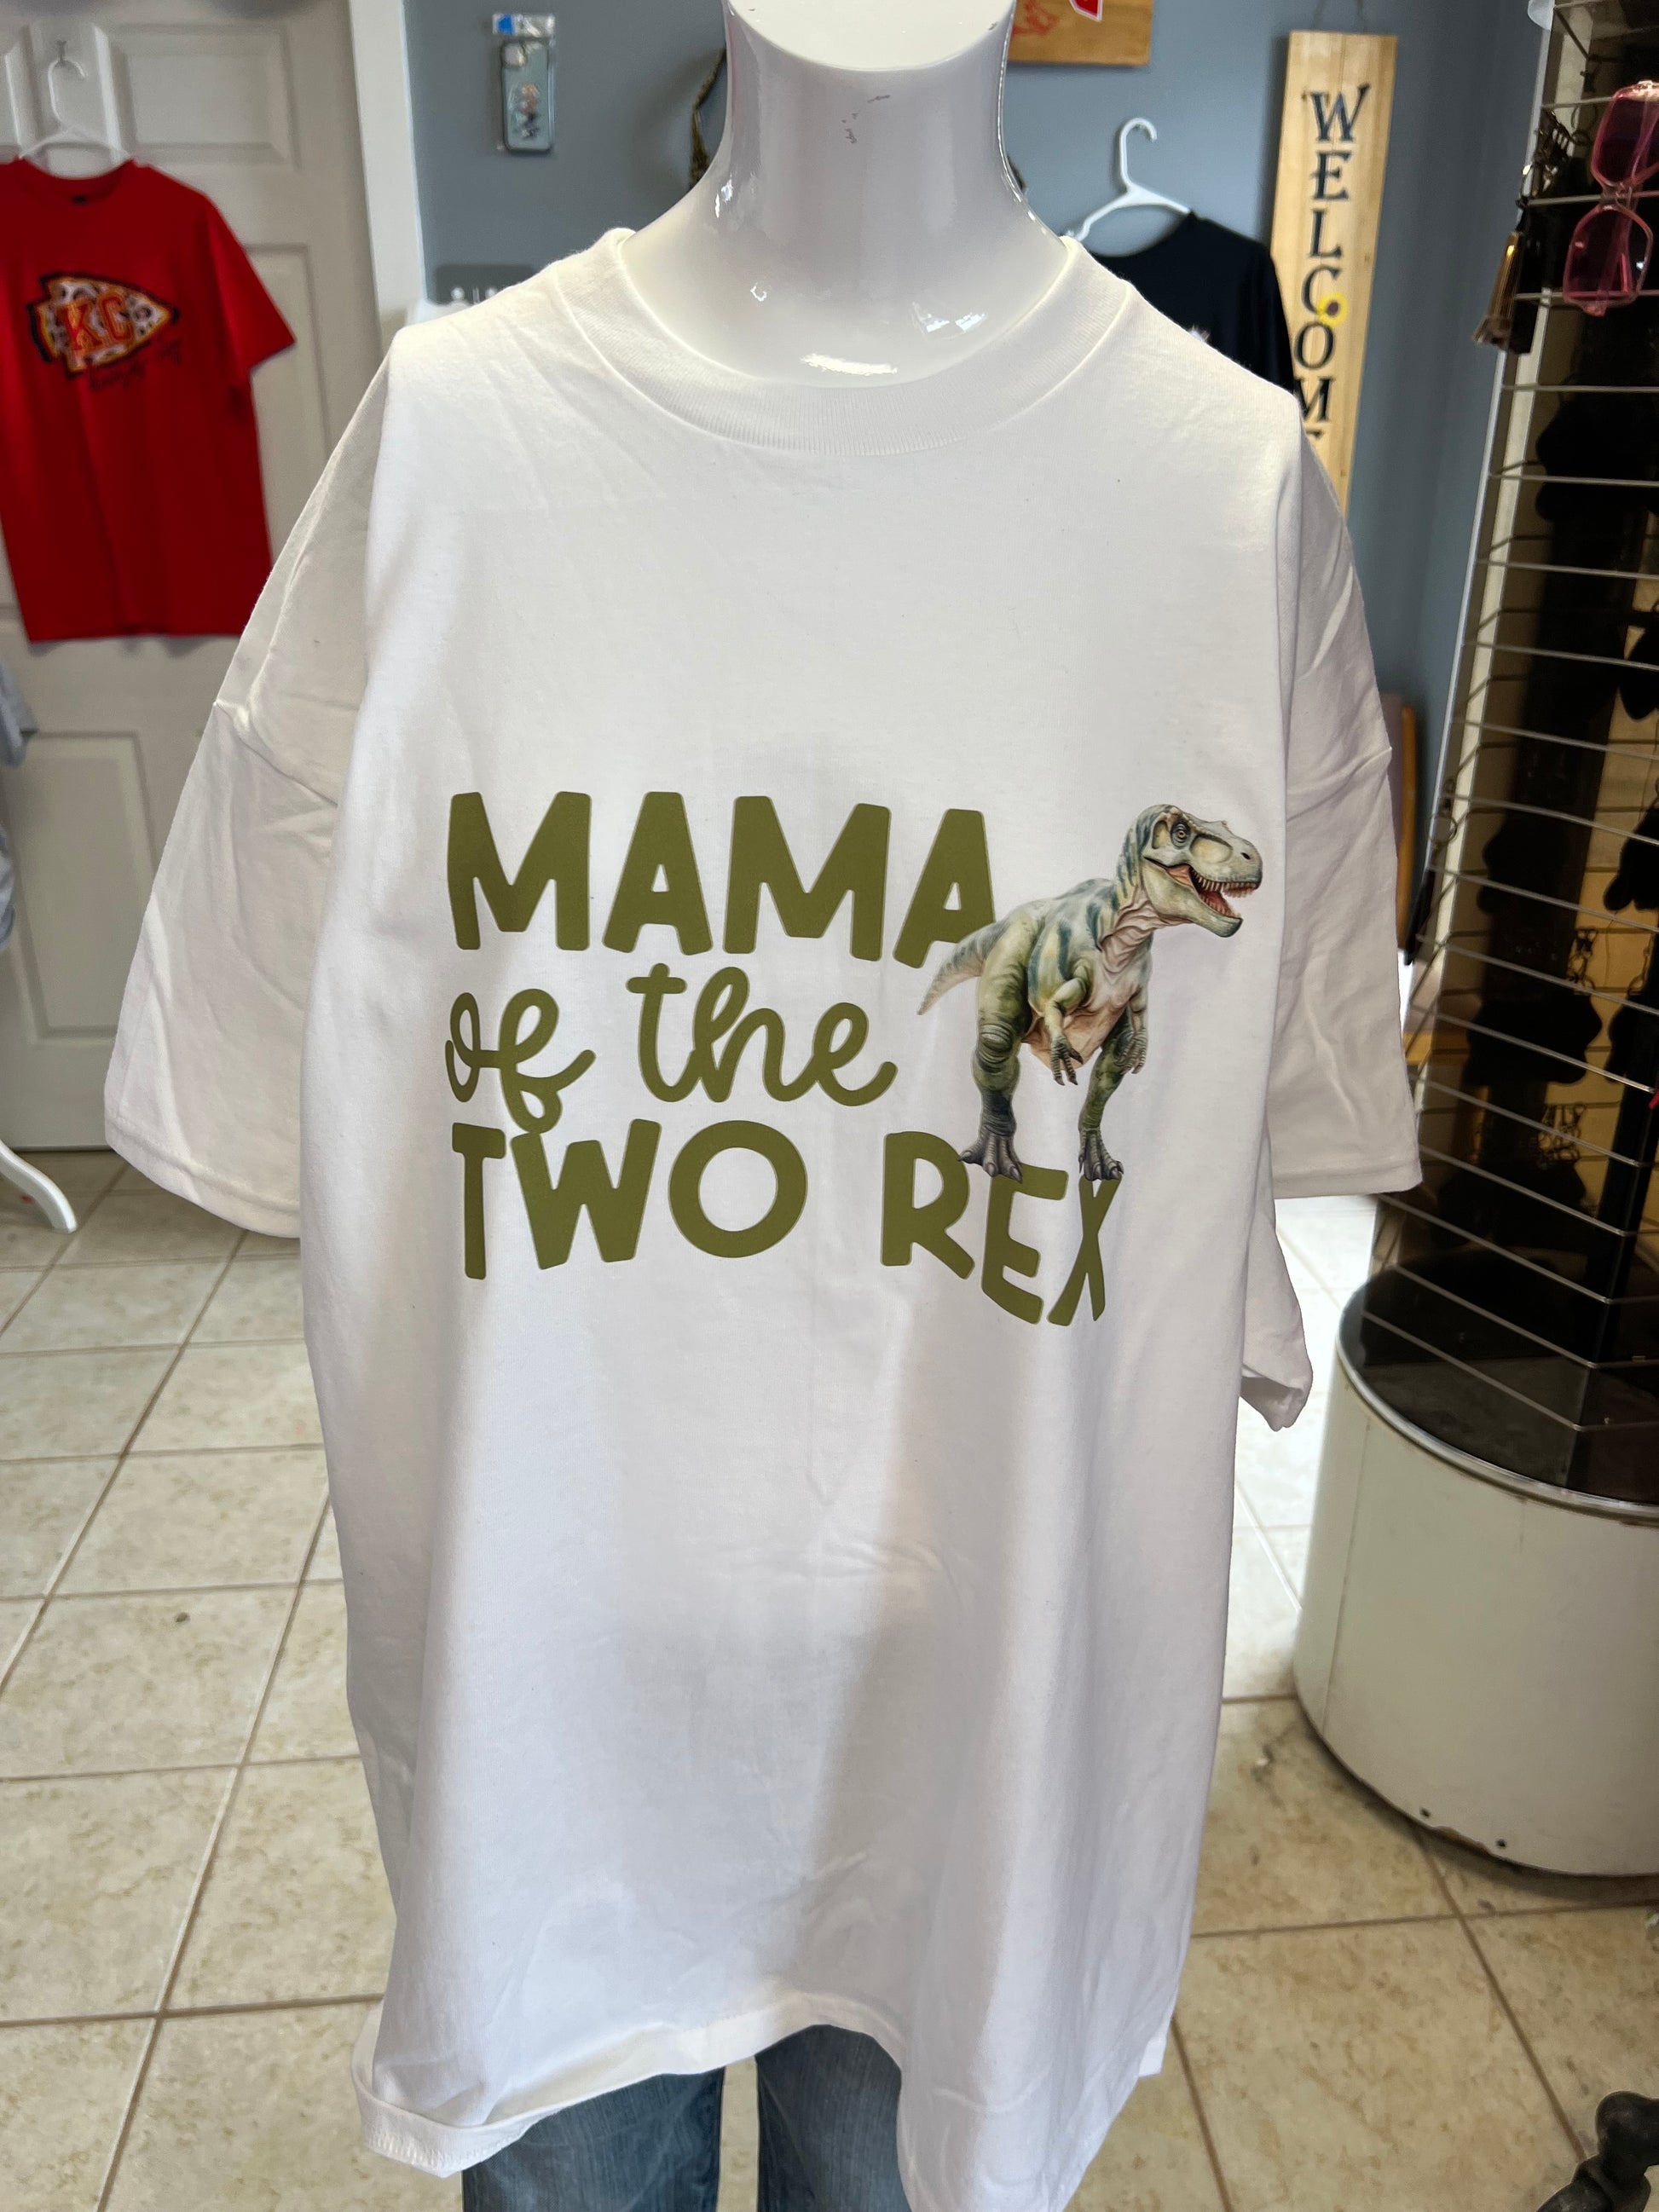 MAMA
of the
TWO REX
KC
WELCOME